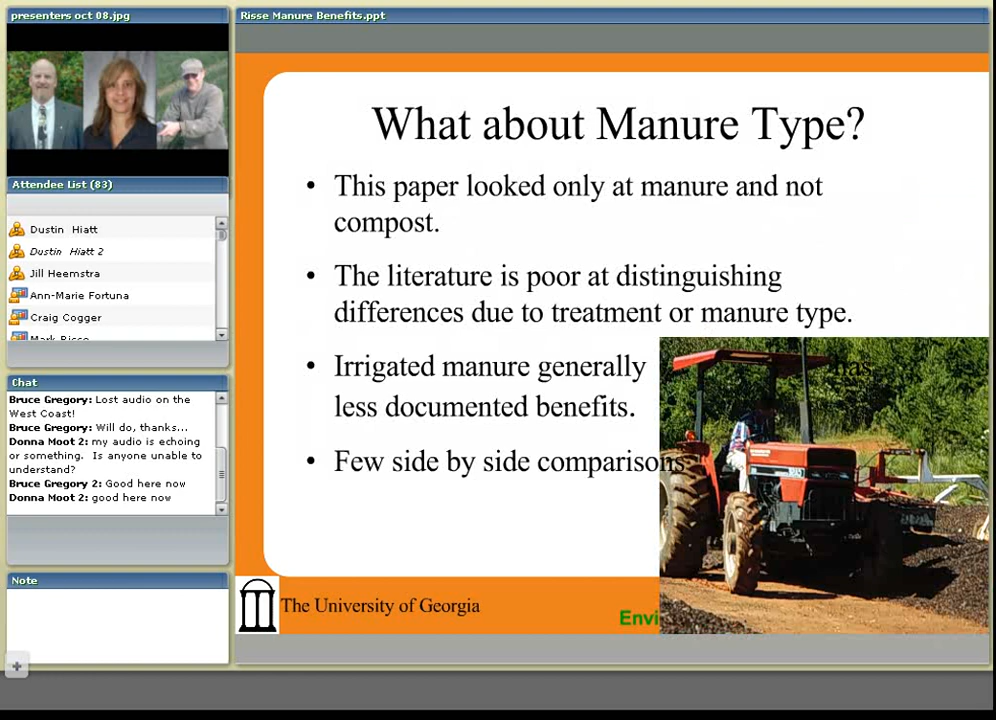 presenters oct 08.jpg
Attendee List (83)
Dustin Hiatt
Dustin Hiatt 2
Jill Heemstra
Ann-Marie Fortuna
Craig Cogger
Mark Risse
Chat
Bruce Gregory: Lost audio on the
West Coast!
Bruce Gregory: Will do, thanks...
Donna Moot 2: my audio is echoing
or something. Is anyone unable to
understand?
Bruce Gregory 2: Good here now
Donna Moot 2: good here now
Note
Risse Manure Benefits.ppt
What about Manure Type?
• This paper looked only at manure and not
compost.
• The literature is poor at distinguishing
differences due to treatment or manure type.
• Irrigated manure generally has
less documented benefits.
• Few side by side comparisons
The University of Georgia
Envi